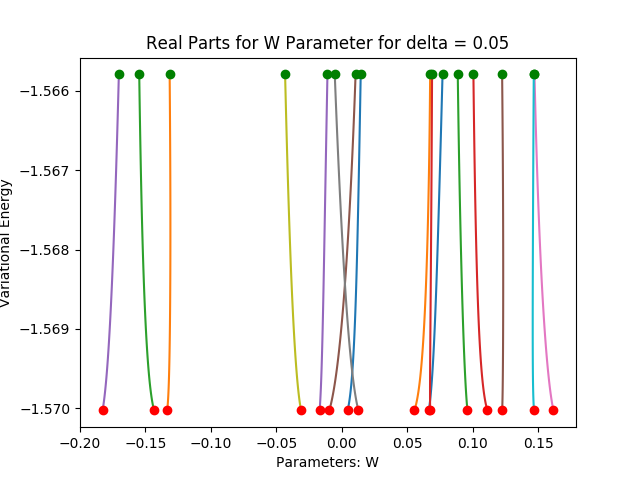 Real Parts for W Parameter for delta = 0.05
Variational Energy
−1.566
−1.567
−1.568
−1.569
−1.570
−0.20 −0.15 −0.10 −0.05 0.00 0.05 0.10 0.15
Parameters: W